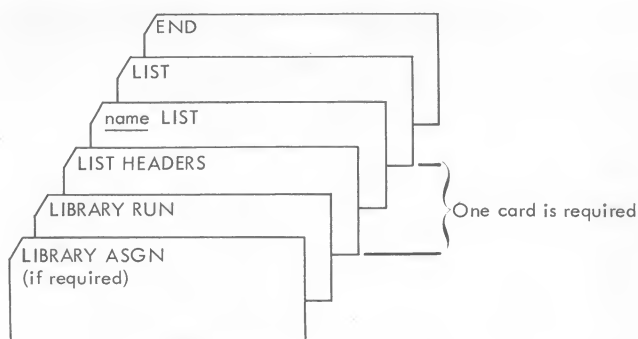 END
LIST
name LIST
LIST HEADERS
LIBRARY RUN
LIBRARY ASGN
(if required)
One card is required